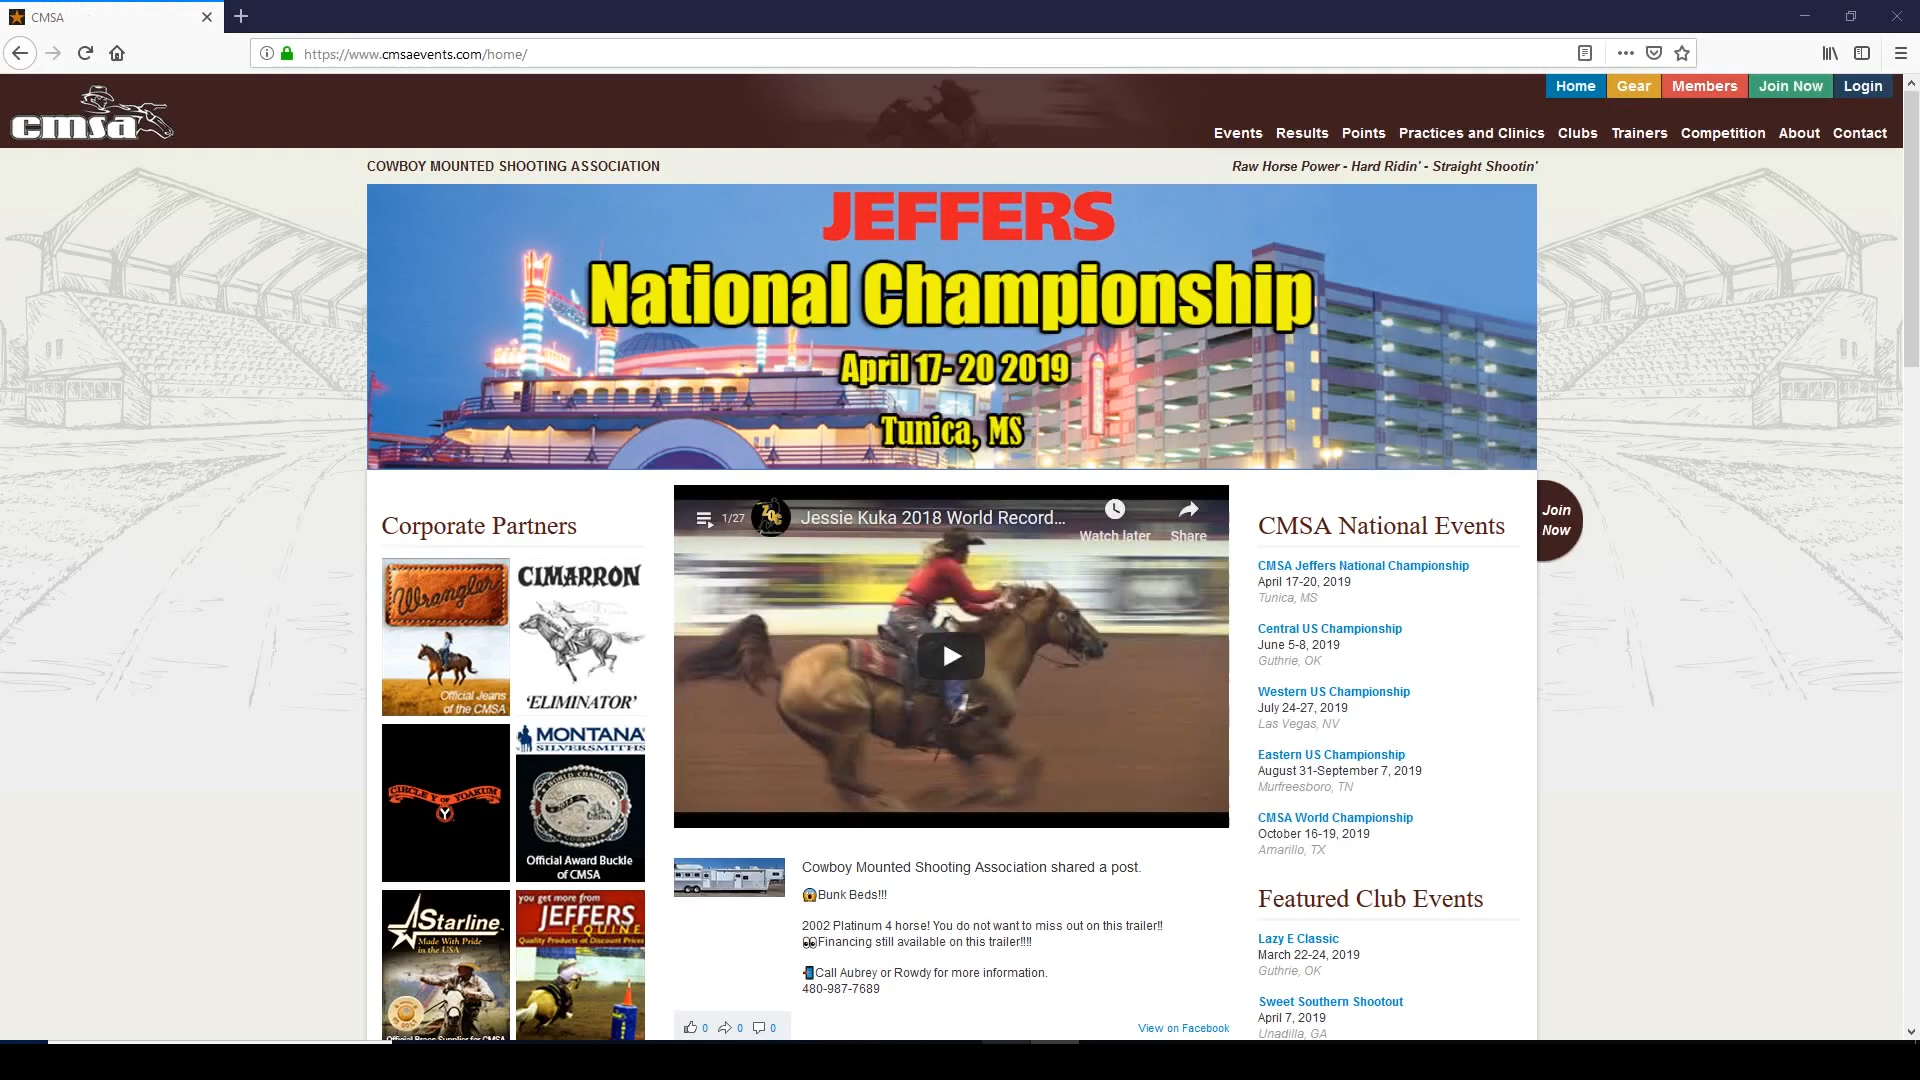 CMSA
https://www.cmsaevents.com/home/
cmsa
Home Gear Members Join Now Login
Events Results Points Practices and Clinics Clubs Trainers Competition About Contact
COWBOY MOUNTED SHOOTING ASSOCIATION
Raw Horse Power - Hard Ridin' - Straight Shootin'
JEFFERS
National Championship
April 17- 20 2019
Tunica, MS
Corporate Partners
Wrangler
Official Jeans
of the CMSA
CIMARRON
'ELIMINATOR'
CIRCLE Y OF YOAKUM
Y
MONTANA
SILVERSMITHS
WORLD CHAMPION
COWBOY
Official Award Buckle
of CMSA
Starline
Made With Pride
in the USA
Official Brass Supplier for CMSA
you get more from
JEFFERS
EQUINE
Quality Products at Discount Prices
1/27
Jessie Kuka 2018 World Record...
Watch later
Share
Cowboy Mounted Shooting Association shared a post.
😱Bunk Beds!!!
2002 Platinum 4 horse! You do not want to miss out on this trailer!!
👀Financing still available on this trailer!!!!
📲Call Aubrey or Rowdy for more information.
480-987-7689
0 0 0
View on Facebook
CMSA National Events
CMSA Jeffers National Championship
April 17-20, 2019
Tunica, MS
Central US Championship
June 5-8, 2019
Guthrie, OK
Western US Championship
July 24-27, 2019
Las Vegas, NV
Eastern US Championship
August 31-September 7, 2019
Murfreesboro, TN
CMSA World Championship
October 16-19, 2019
Amarillo, TX
Featured Club Events
Lazy E Classic
March 22-24, 2019
Guthrie, OK
Sweet Southern Shootout
April 7, 2019
Unadilla, GA
Join
Now